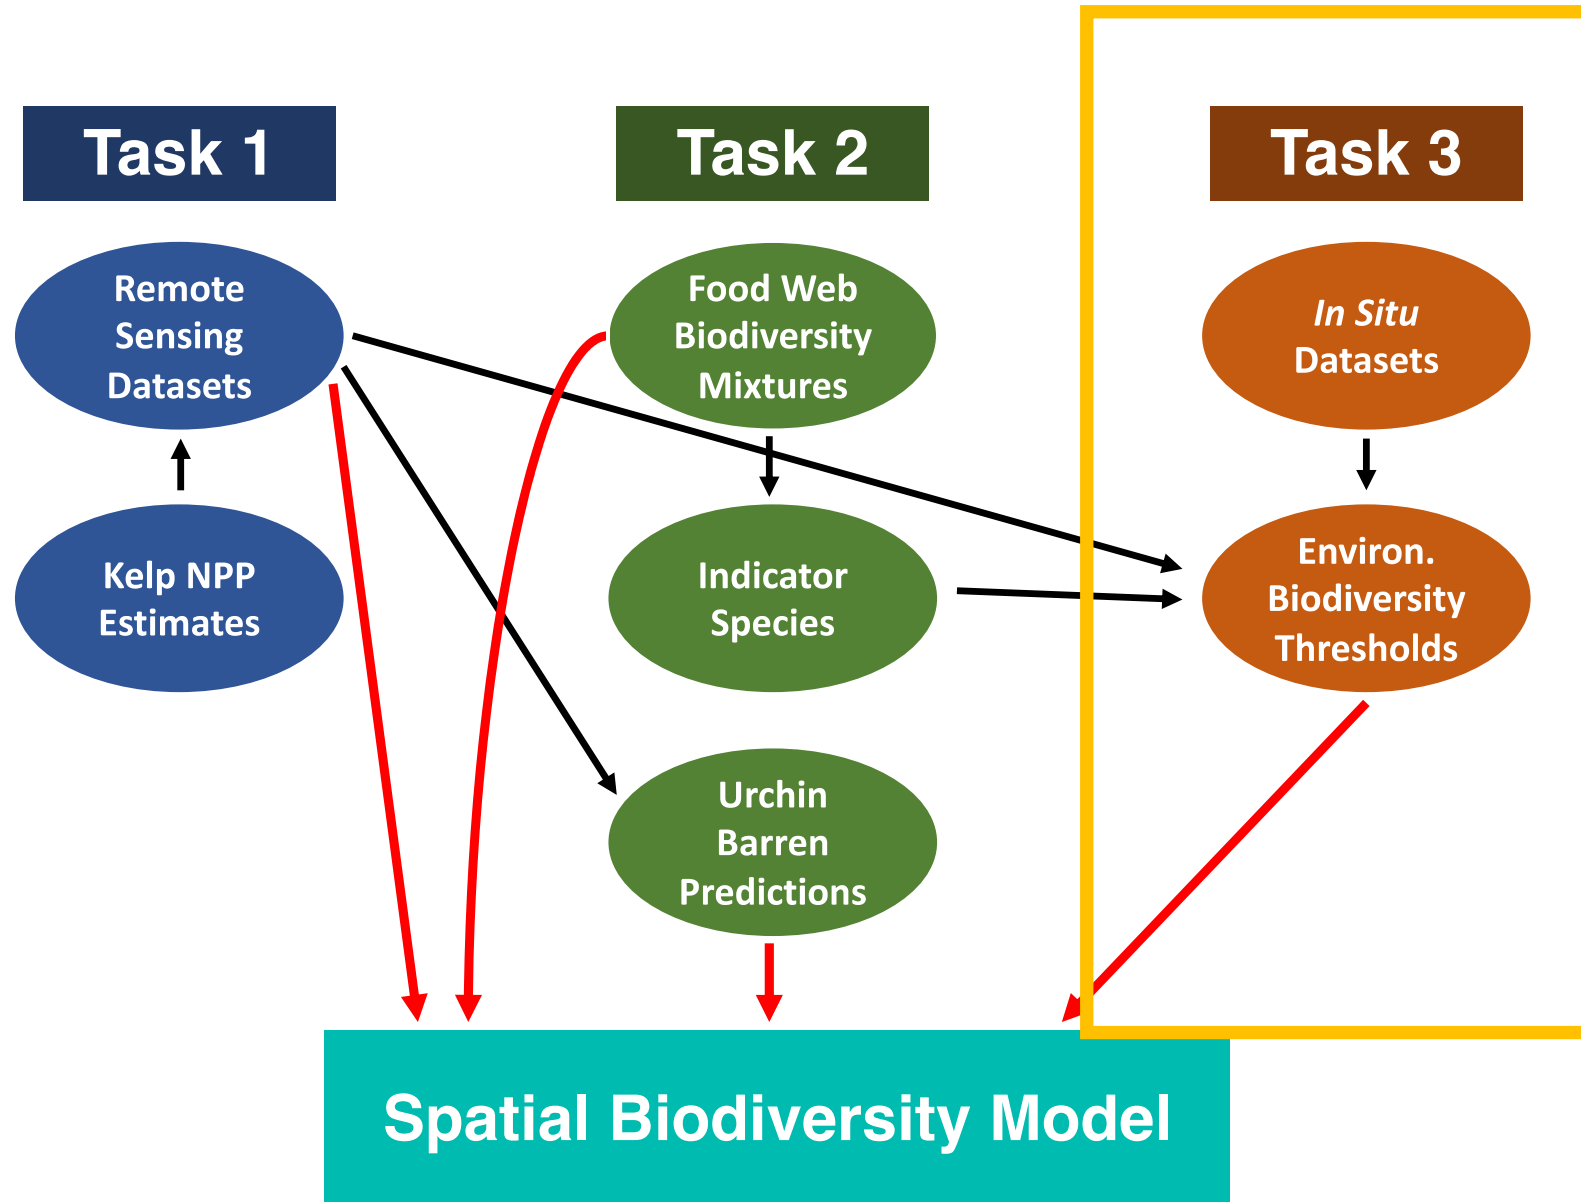 Task 1
Task 2
Task 3
Remote
Sensing
Datasets
Food Web
Biodiversity
Mixtures
In Situ
Datasets
Kelp NPP
Estimates
Indicator
Species
Environ.
Biodiversity
Thresholds
Urchin
Barren
Predictions
Spatial Biodiversity Model